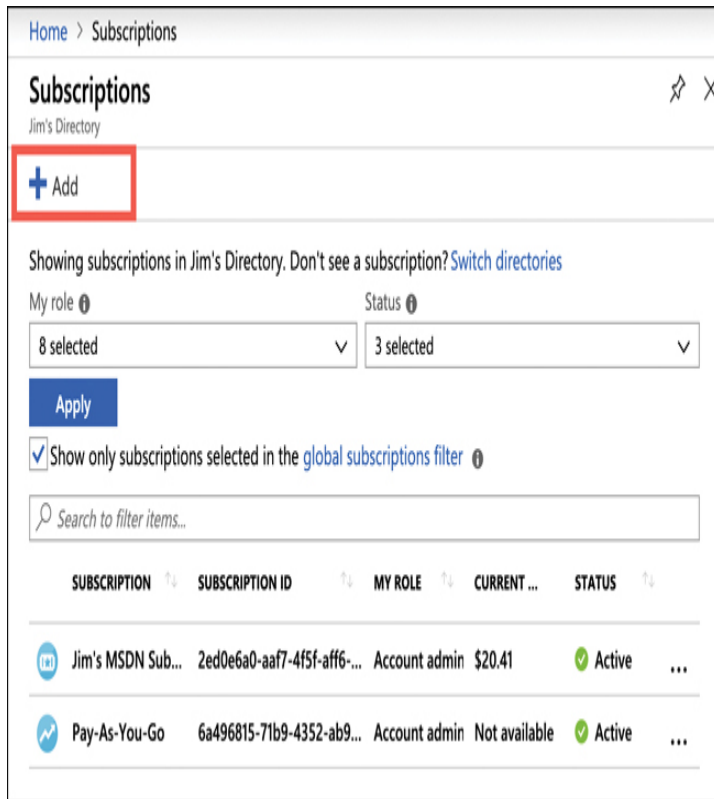 Home > Subscriptions
Subscriptions
Jim's Directory
+ Add
Showing subscriptions in Jim's Directory. Don't see a subscription? Switch directories
My role Status
8 selected 3 selected
Apply
Show only subscriptions selected in the global subscriptions filter
Search to filter items...
SUBSCRIPTION SUBSCRIPTION ID MY ROLE CURRENT ... STATUS
Jim's MSDN Sub... 2ed0e6a0-aaf7-4f5f-aff6-... Account admin $20.41 Active ...
Pay-As-You-Go 6a496815-71b9-4352-ab9... Account admin Not available Active ...